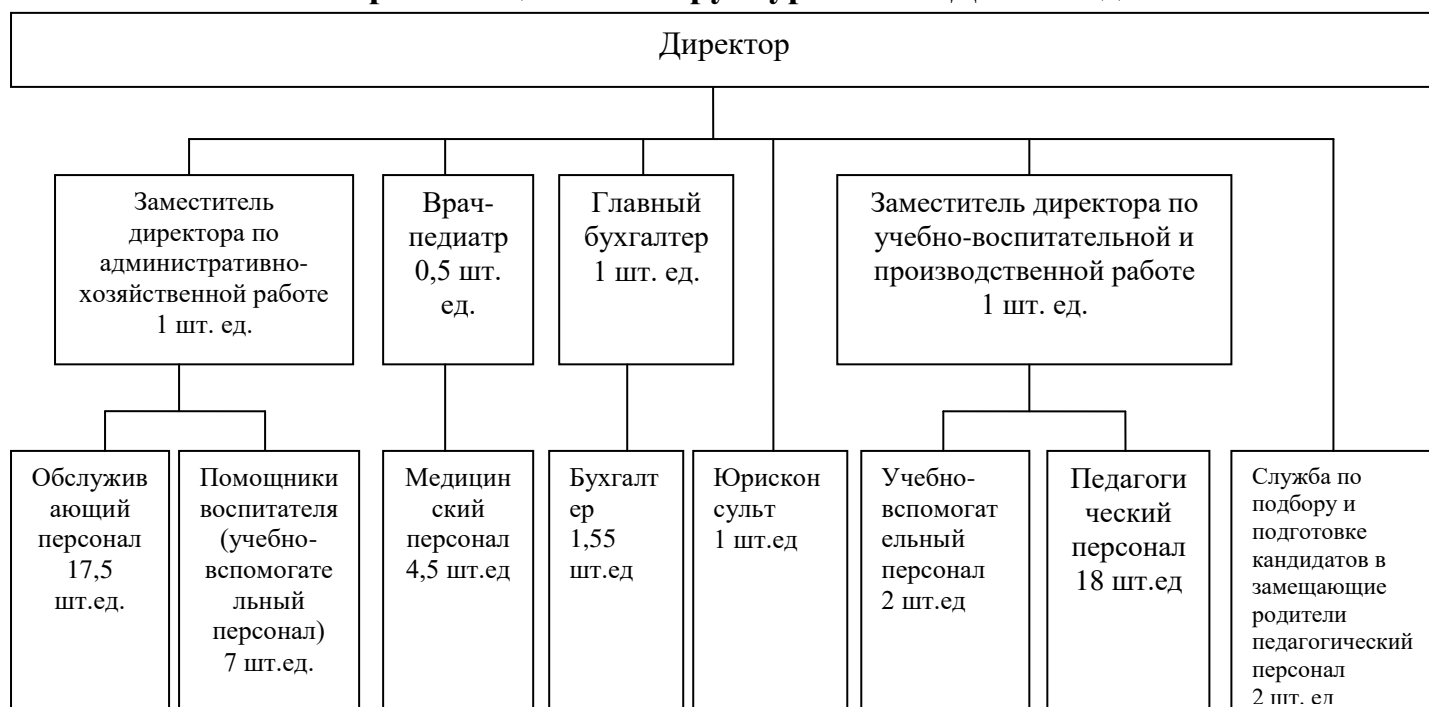 Директор
Заместитель
директора по
административно-
хозяйственной работе
1 шт. ед.
Врач-
педиатр
0,5 шт.
ед.
Главный
бухгалтер
1 шт. ед.
Заместитель директора по
учебно-воспитательной и
производственной работе
1 шт. ед.
Обслужив
ающий
персонал
17,5
шт.ед.
Помощники
воспитателя
(учебно-
вспомогате
льный
персонал)
7 шт.ед.
Медицин
ский
персонал
4,5 шт.ед
Бухгалт
ер
1,55
шт.ед
Юрискон
сульт
1 шт.ед
Учебно-
вспомогат
ельный
персонал
2 шт.ед
Педагоги
ческий
персонал
18 шт.ед
Служба по
подбору и
подготовке
кандидатов в
замещающие
родители
педагогический
персонал
2 шт. ед